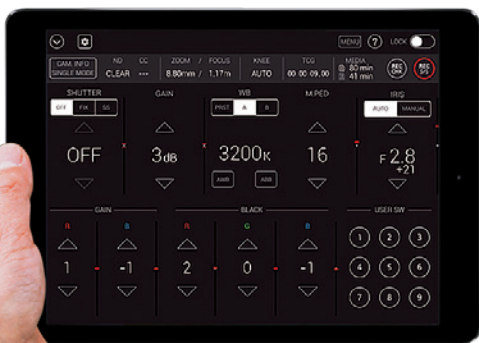 MENU ? LOCK
CAM. INFO
SINGLE MODE
ND CC ZOOM / FOCUS KNEE TCG MEDIA
CLEAR --- 8.80mm / 1.17m AUTO 00:00:09.00
80 min
41 min
REC CHK
REC S/S
SHUTTER GAIN WB M.PED IRIS
OFF FIX SS PRST A B AUTO MANUAL
OFF 3dB 3200K 16 F 2.8
+21
AWB ABB
GAIN BLACK USER SW
R B R G B
1 2 3
1 -1 2 0 -1 4 5 6
7 8 9